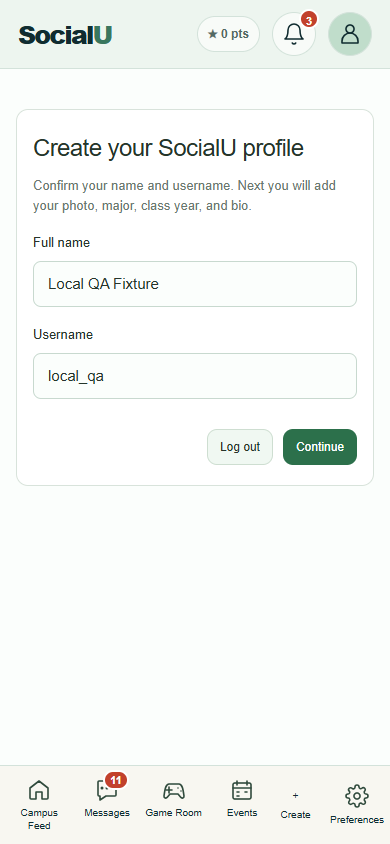 SocialU
★ 0 pts
3
Create your SocialU profile
Confirm your name and username. Next you will add
your photo, major, class year, and bio.
Full name
Local QA Fixture
Username
local_qa
Log out
Continue
11
Campus
Feed
Messages
Game Room
Events
+
Create
Preferences